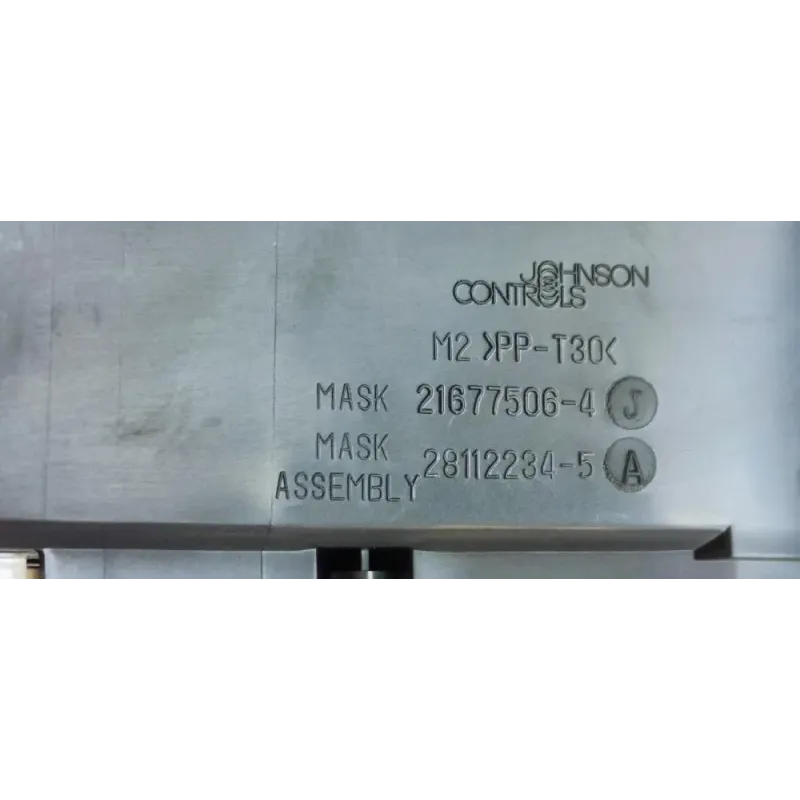 JOHNSON
CONTROLS
M2 >PP-T30<
MASK 21677506-4 J
MASK
ASSEMBLY 28112234-5 A